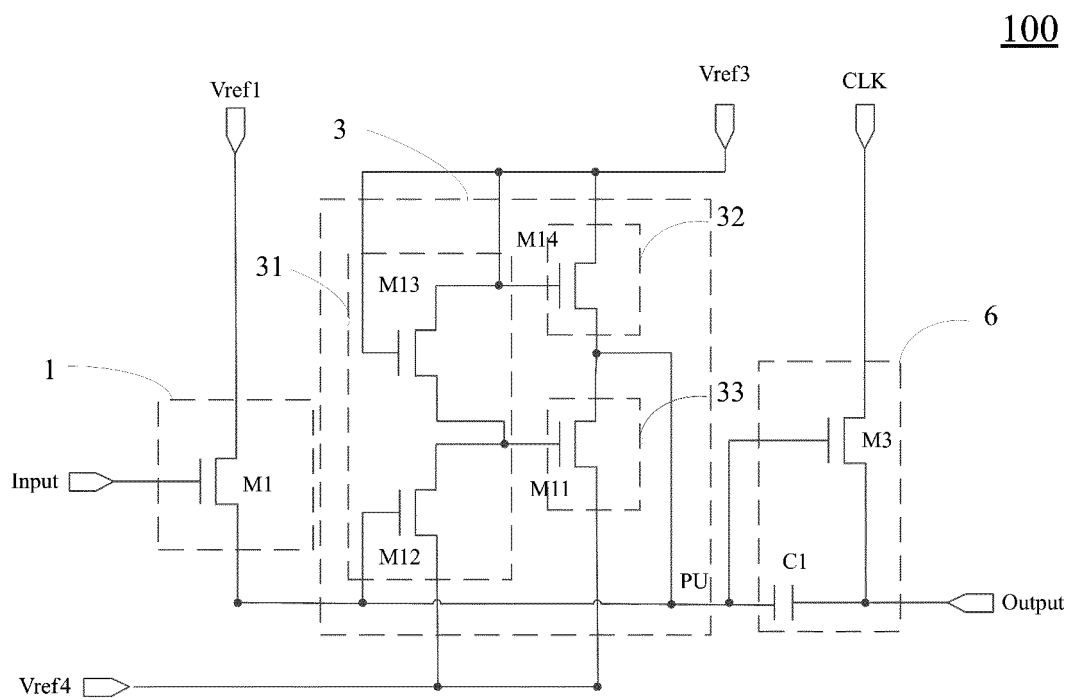 100
Vref1
Vref3
CLK
3
M14
32
31
M13
6
1
33
M3
Input
M1
M11
M12
PU
C1
Output
Vref4